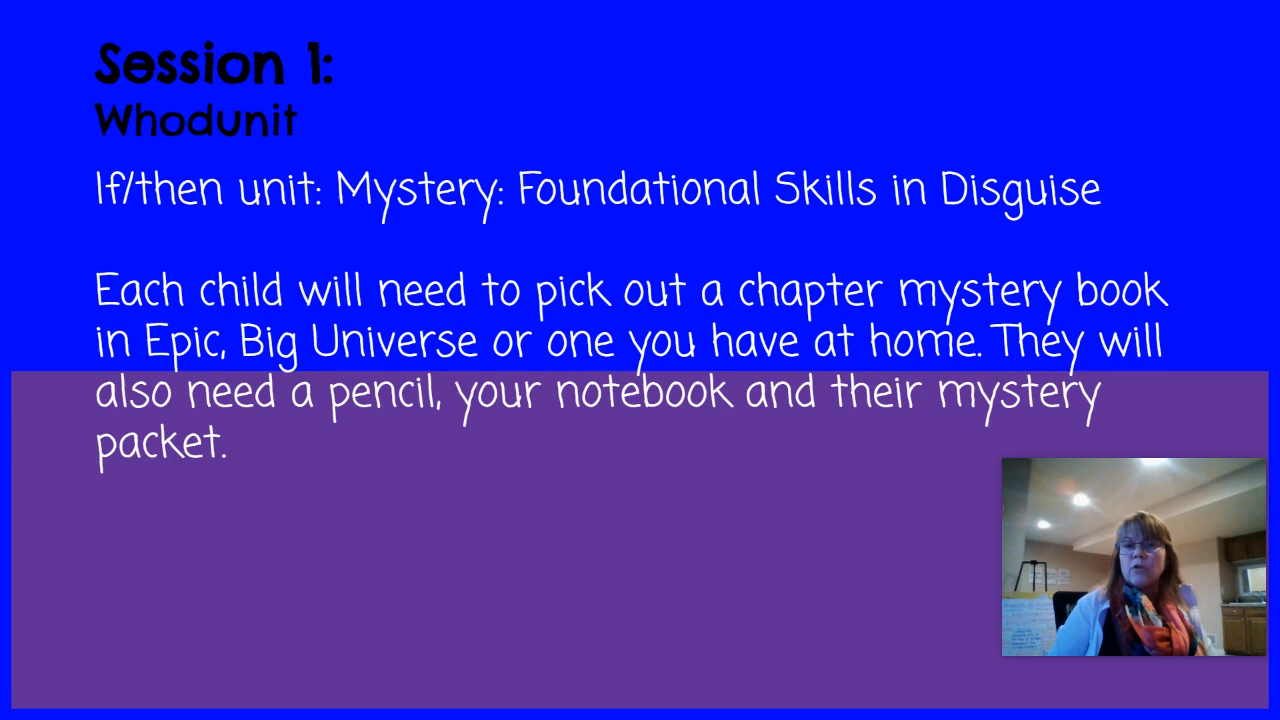 Session 1:
Whodunit
If/then unit: Mystery: Foundational Skills in Disguise
Each child will need to pick out a chapter mystery book
in Epic, Big Universe or one you have at home. They will
also need a pencil, your notebook and their mystery
packet.